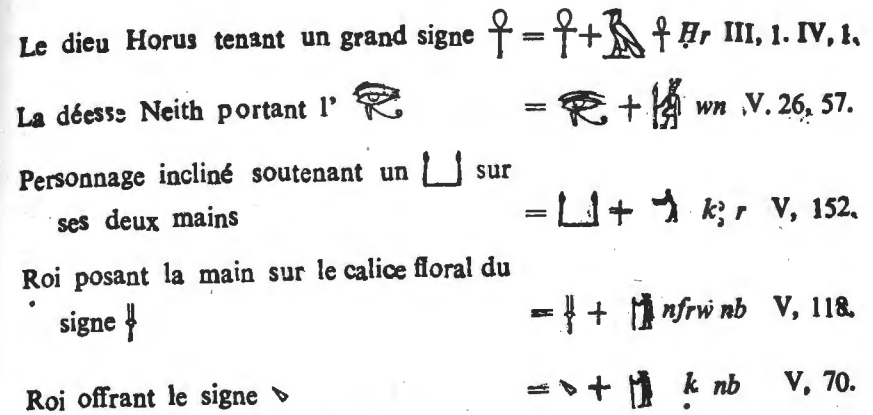 Le dieu Horus tenant un grand signe 𓋹 = 𓋹 + 𓅃 𓋹 Ḥr III, 1. IV, 1.
La déesse Neith portant l' 𓂀 = 𓂀 + wn V. 26, 57.
Personnage incliné soutenant un 𓂓 sur
ses deux mains = 𓂓 + kꜣ r V, 152.
Roi posant la main sur le calice floral du
signe = + nfrw nb V, 118.
Roi offrant le signe = + ḳ nb V, 70.